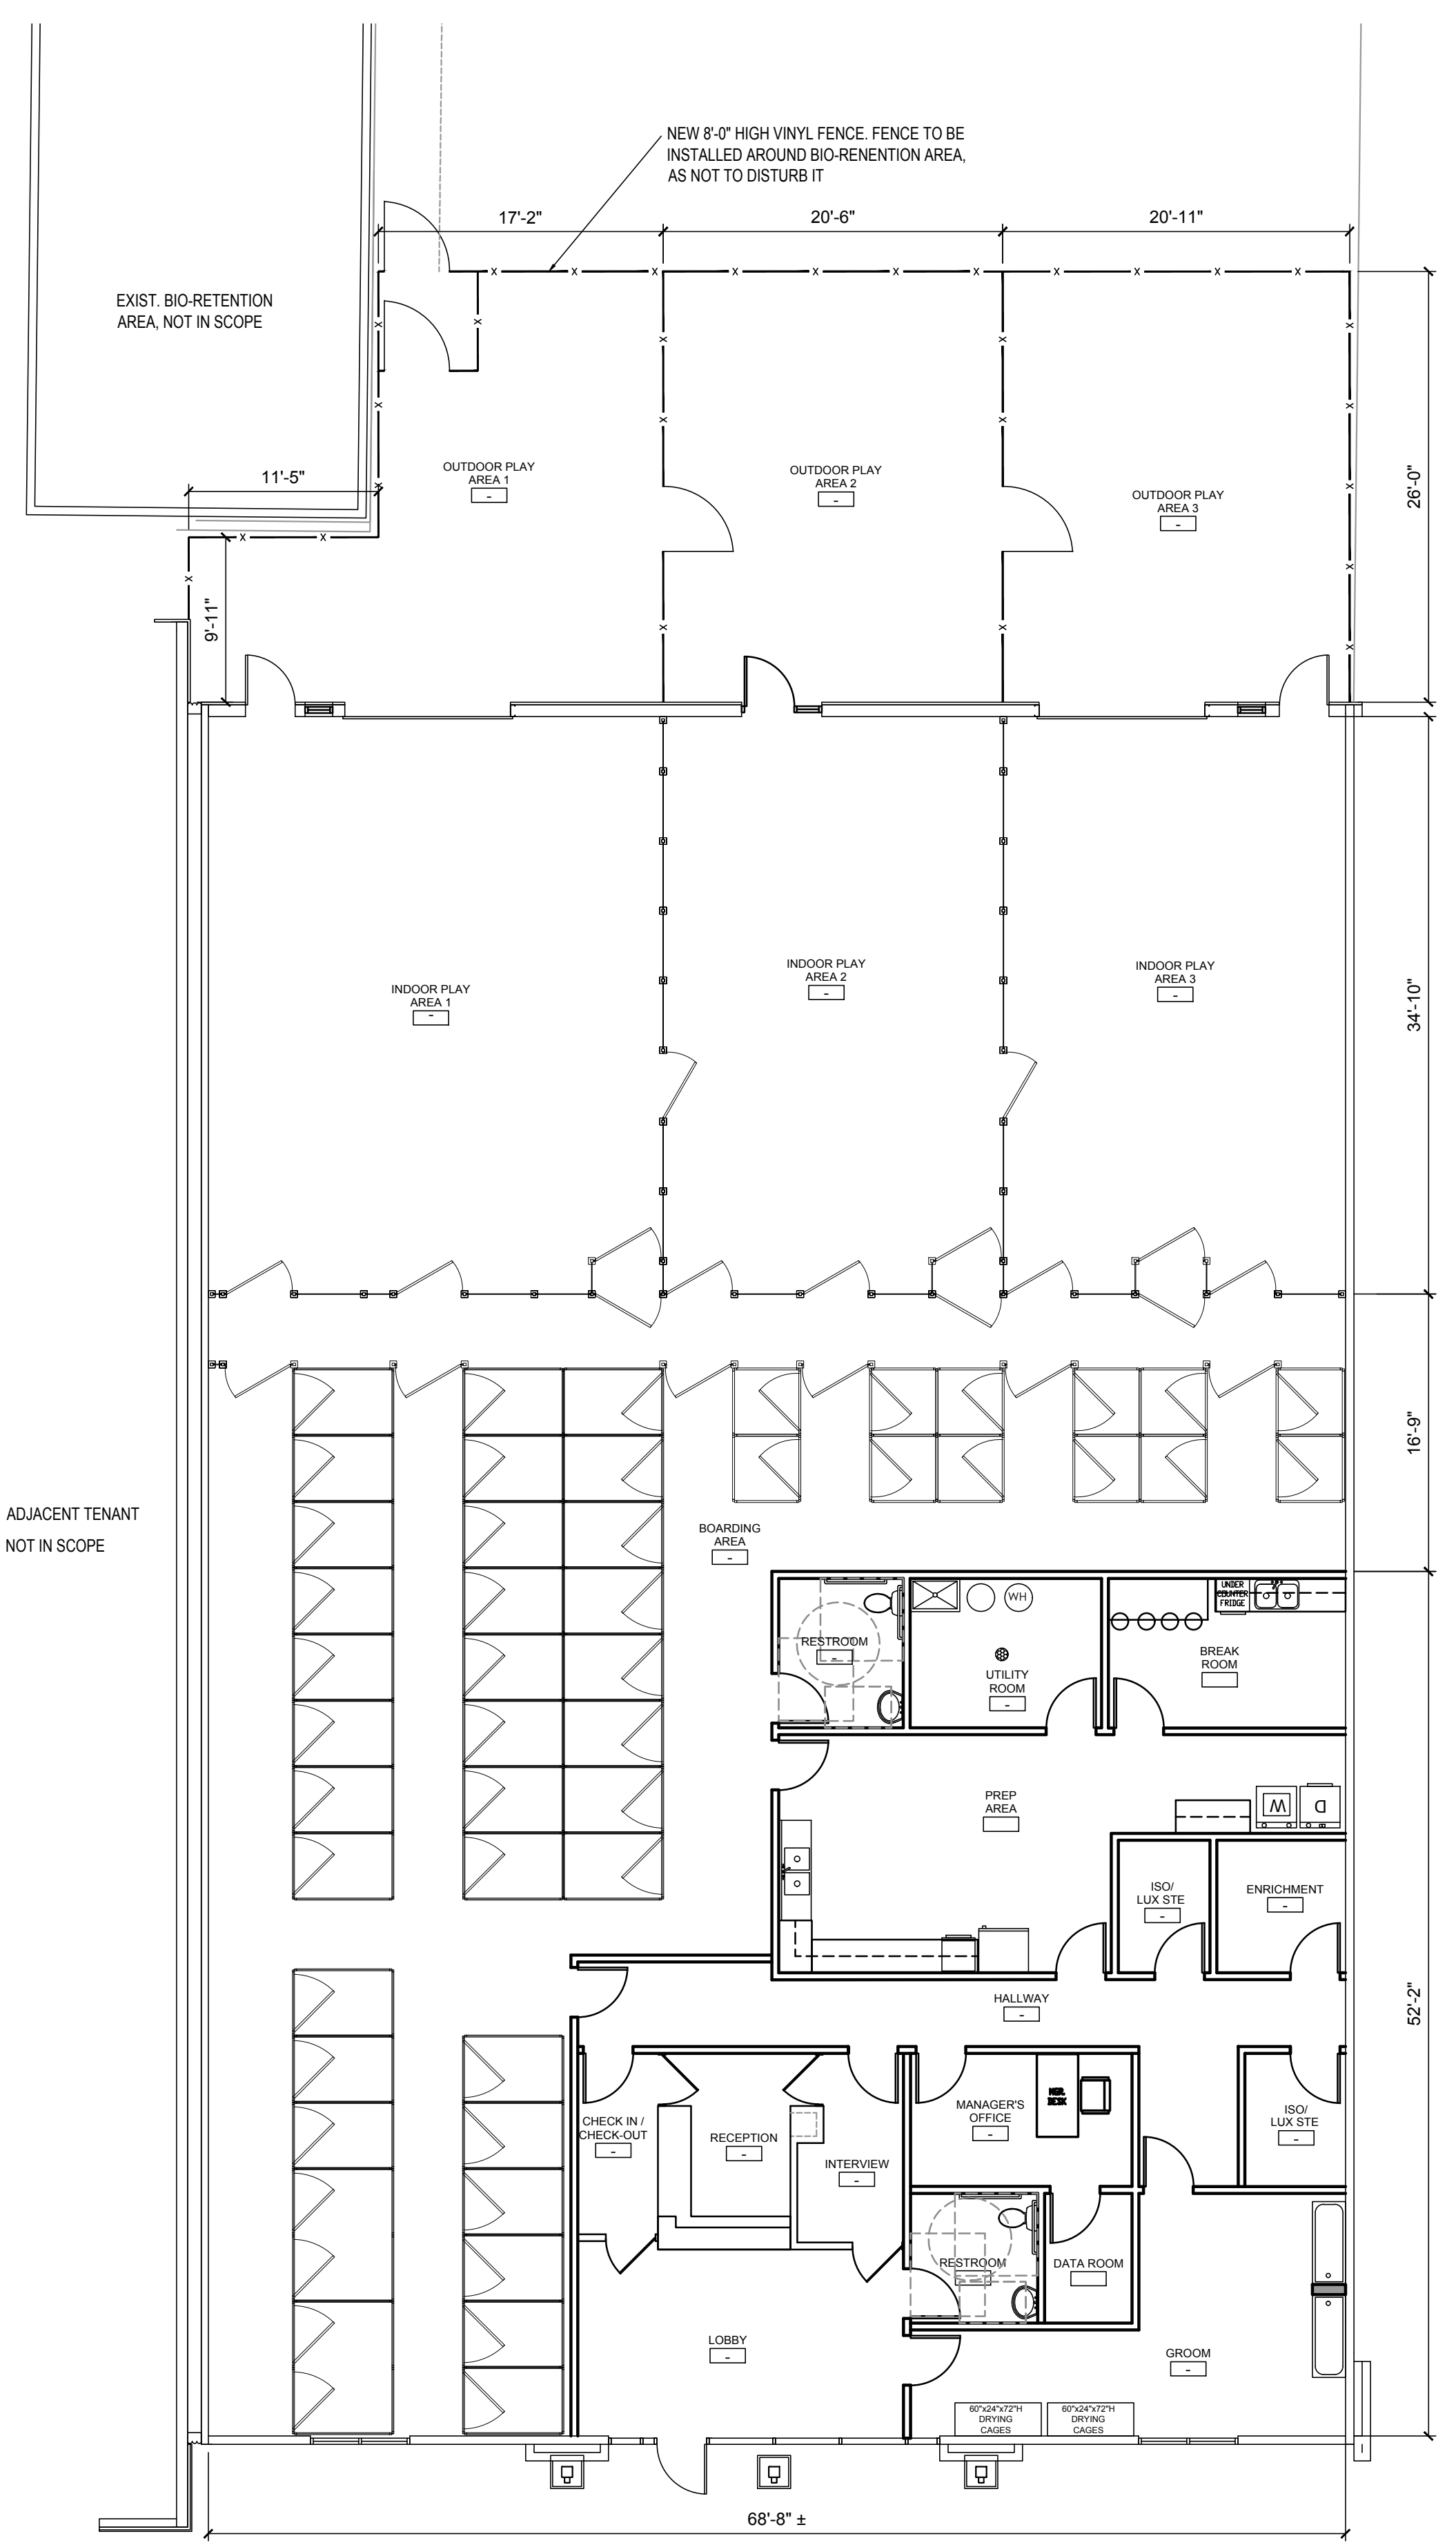 NEW 8'-0" HIGH VINYL FENCE. FENCE TO BE
INSTALLED AROUND BIO-RENENTION AREA,
AS NOT TO DISTURB IT
17'-2"
20'-6"
20'-11"
EXIST. BIO-RETENTION
AREA, NOT IN SCOPE
11'-5"
OUTDOOR PLAY
AREA 1
-
OUTDOOR PLAY
AREA 2
-
OUTDOOR PLAY
AREA 3
-
26'-0"
9'-11"
INDOOR PLAY
AREA 1
-
INDOOR PLAY
AREA 2
-
INDOOR PLAY
AREA 3
-
34'-10"
16'-9"
ADJACENT TENANT
NOT IN SCOPE
BOARDING
AREA
-
RESTROOM
-
WH
UTILITY
ROOM
-
UNDER
COUNTER
FRIDGE
BREAK
ROOM
PREP
AREA
W
D
ISO/
LUX STE
-
ENRICHMENT
-
HALLWAY
-
52'-2"
CHECK IN /
CHECK-OUT
-
RECEPTION
-
INTERVIEW
-
MANAGER'S
OFFICE
-
MGR.
DESK
ISO/
LUX STE
-
RESTROOM
DATA ROOM
LOBBY
-
GROOM
-
60"x24"x72"H
DRYING
CAGES
60"x24"x72"H
DRYING
CAGES
68'-8" ±